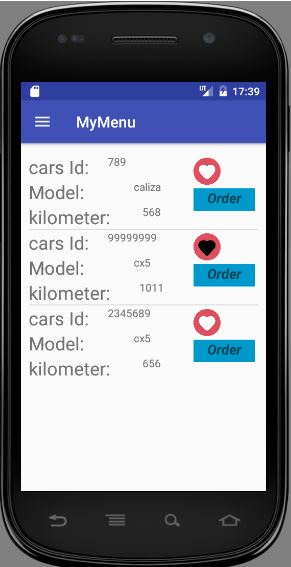 17:39
MyMenu
cars Id: 789
Model: caliza
kilometer: 568
Order
cars Id: 99999999
Model: cx5
kilometer: 1011
Order
cars Id: 2345689
Model: cx5
kilometer: 656
Order